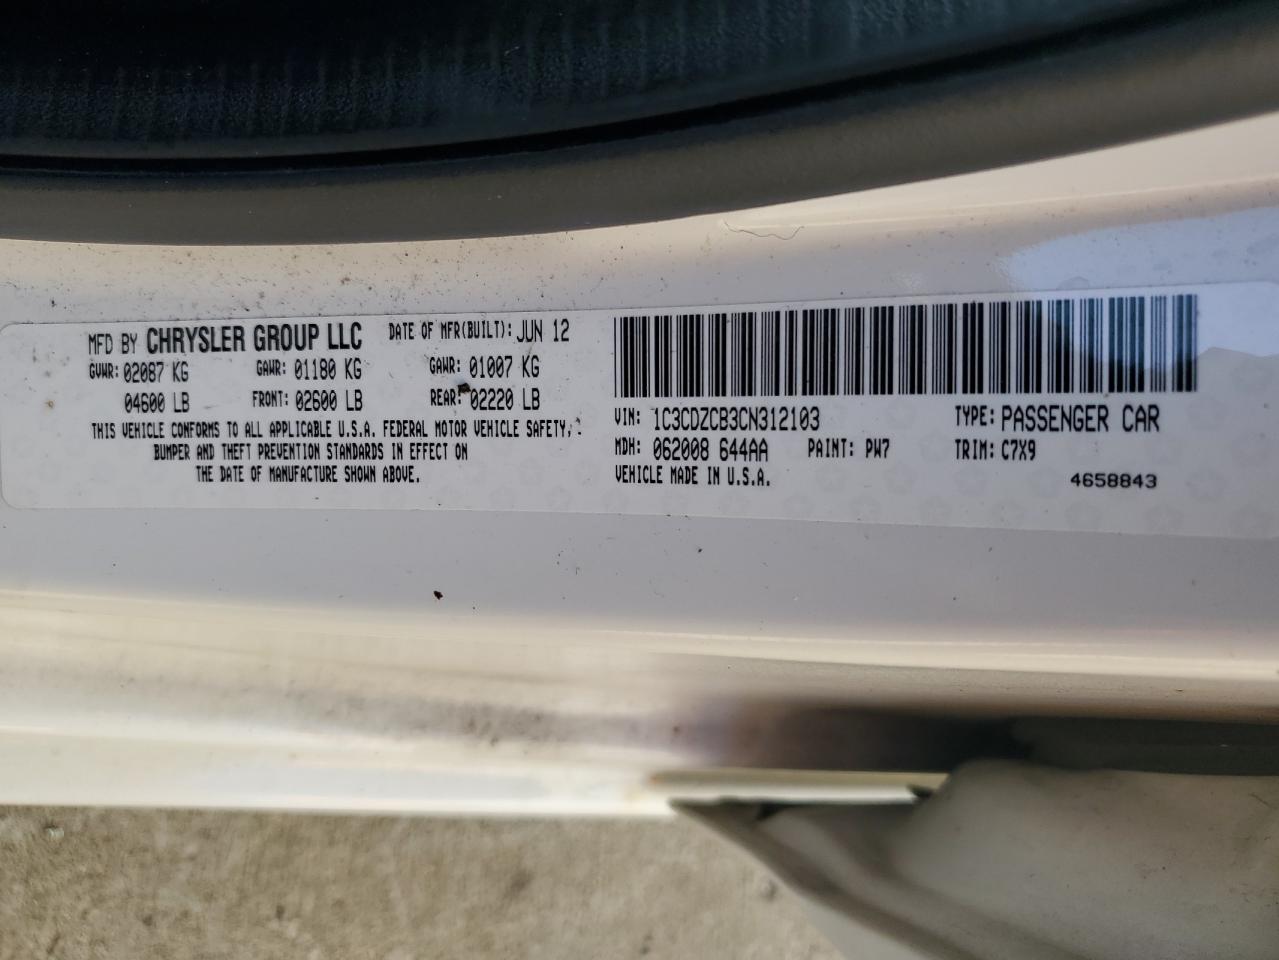 MFD BY CHRYSLER GROUP LLC DATE OF MFR(BUILT): JUN 12
GVWR: 02087 KG GAWR: 01180 KG GAWR: 01007 KG
04600 LB FRONT: 02600 LB REAR: 02220 LB
THIS VEHICLE CONFORMS TO ALL APPLICABLE U.S.A. FEDERAL MOTOR VEHICLE SAFETY,
BUMPER AND THEFT PREVENTION STANDARDS IN EFFECT ON
THE DATE OF MANUFACTURE SHOWN ABOVE.
VIN: 1C3CDZCB3CN312103 TYPE: PASSENGER CAR
MDH: 062008 644AA PAINT: PW7 TRIM: C7X9
VEHICLE MADE IN U.S.A.
4658843